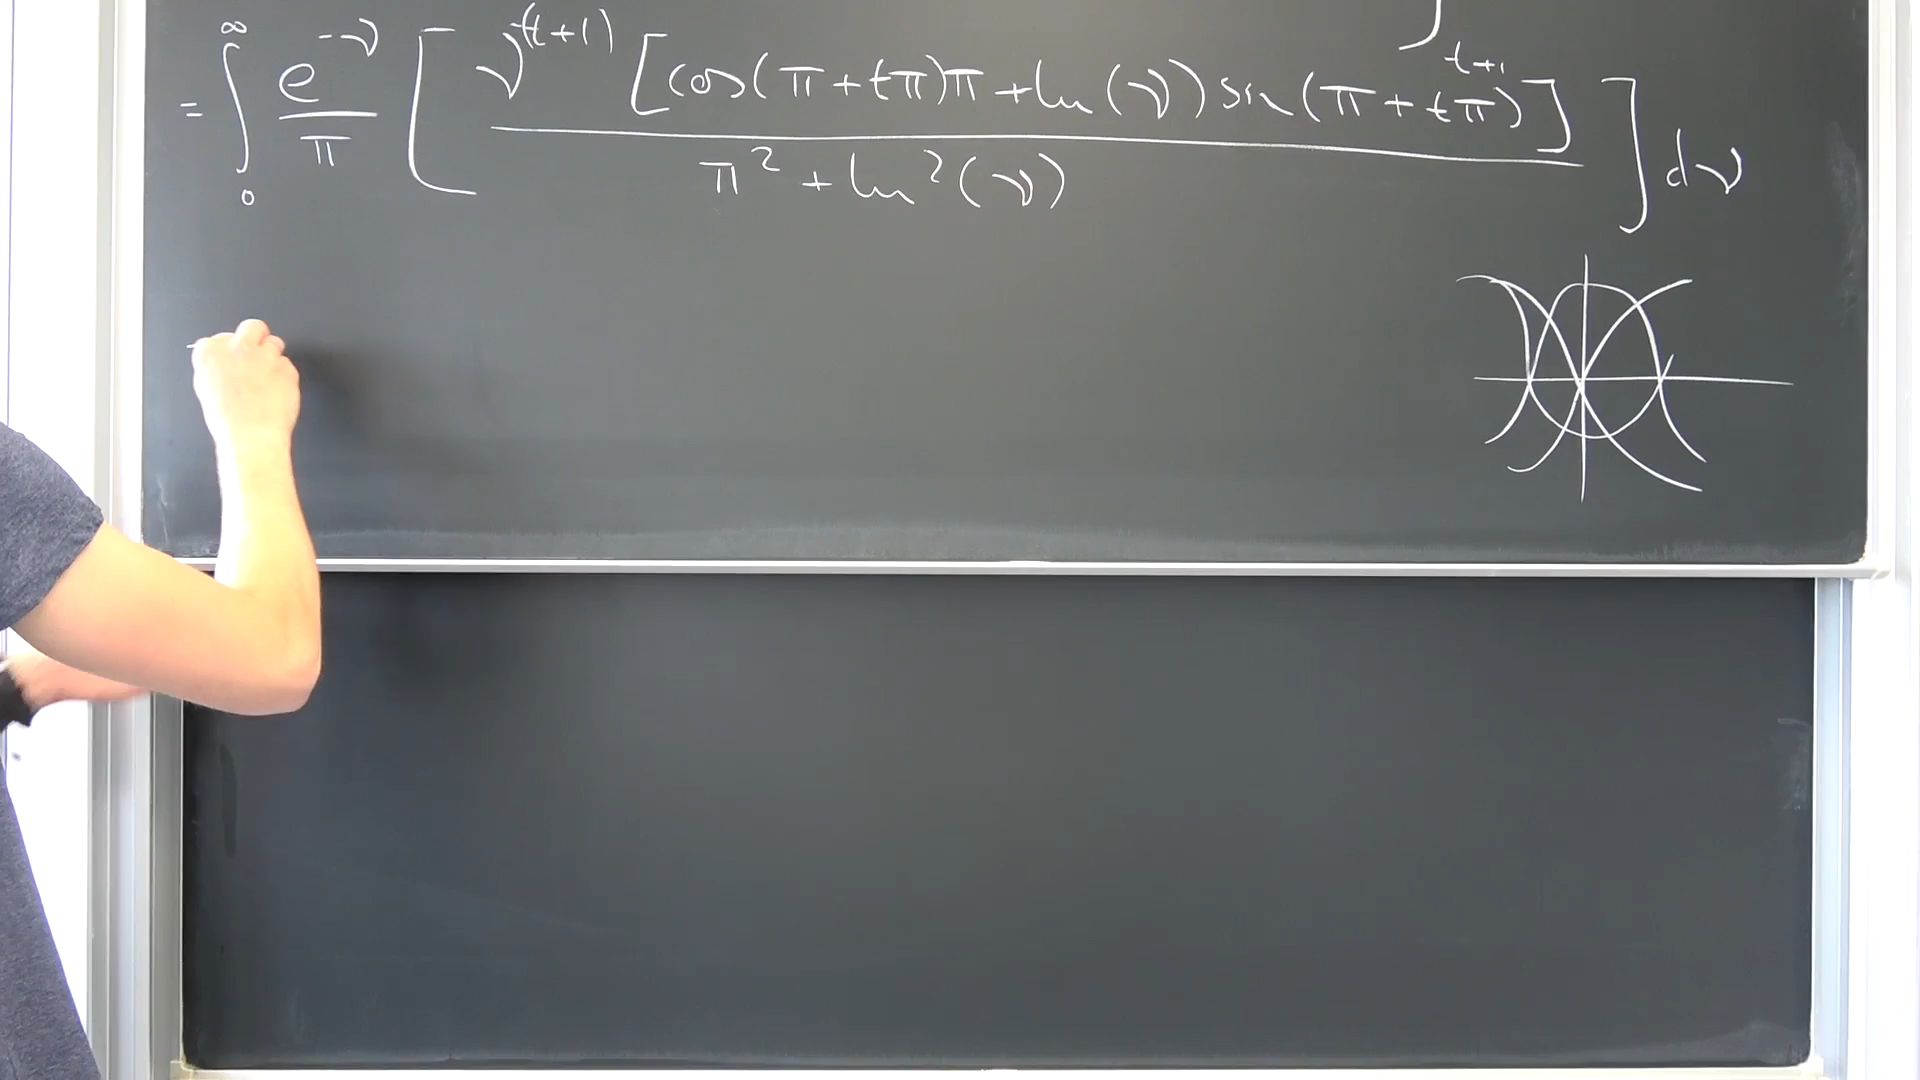 = ∫₀^∞ e^{-ν}/π [ ν^{(t+1)} [cos(π+tπ)π + ln(ν) sin(π+tπ)] / (π² + ln²(ν)) ]_{t+1} dν